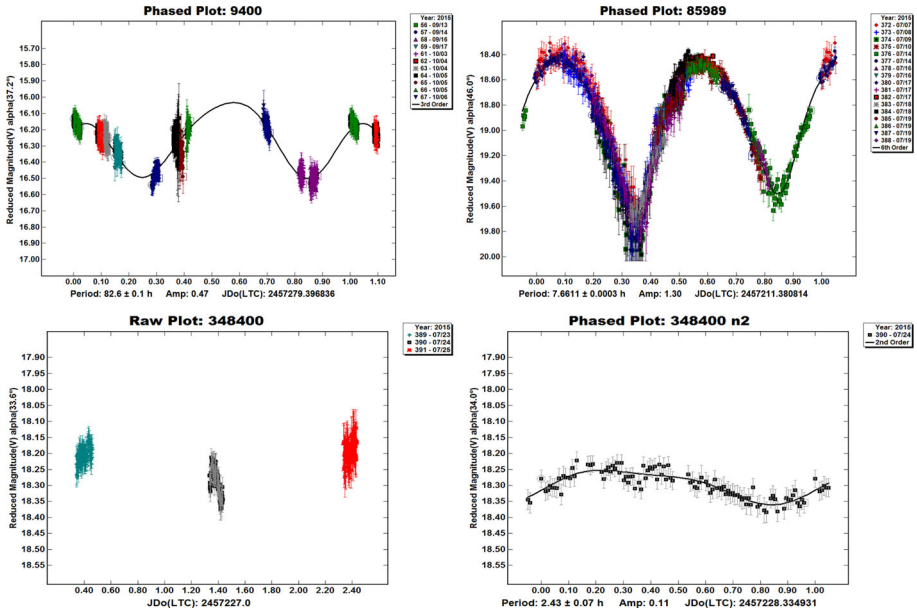 Phased Plot: 9400
Year: 2015
56 - 09/13
57 - 09/14
58 - 09/16
59 - 09/17
61 - 10/03
62 - 10/04
63 - 10/04
64 - 10/05
65 - 10/05
66 - 10/05
67 - 10/06
3rd Order
Reduced Magnitude(V) alpha(37.2°)
15.70
15.80
15.90
16.00
16.10
16.20
16.30
16.40
16.50
16.60
16.70
16.80
16.90
17.00
0.00 0.10 0.20 0.30 0.40 0.50 0.60 0.70 0.80 0.90 1.00 1.10
Period: 82.6 ± 0.1 h Amp: 0.47 JDo(LTC): 2457279.396836
Phased Plot: 85989
Year: 2015
372 - 07/07
373 - 07/08
374 - 07/09
375 - 07/10
376 - 07/14
377 - 07/14
378 - 07/16
379 - 07/16
380 - 07/17
381 - 07/17
382 - 07/17
383 - 07/18
384 - 07/18
385 - 07/19
386 - 07/19
387 - 07/19
388 - 07/19
Reduced Magnitude(V) alpha(46.0°)
18.40
18.60
18.80
19.00
19.20
19.40
19.60
19.80
20.00
0.00 0.10 0.20 0.30 0.40 0.50 0.60 0.70 0.80 0.90 1.00
Period: 7.6611 ± 0.0003 h Amp: 1.30 JDo(LTC): 2457211.380814
Raw Plot: 348400
Year: 2015
389 - 07/23
390 - 07/24
391 - 07/25
Reduced Magnitude(V) alpha(33.6°)
17.90
17.95
18.00
18.05
18.10
18.15
18.20
18.25
18.30
18.35
18.40
18.45
18.50
18.55
0.40 0.60 0.80 1.00 1.20 1.40 1.60 1.80 2.00 2.20 2.40
JDo(LTC): 2457227.0
Phased Plot: 348400 n2
Year: 2015
390 - 07/24
2nd Order
Reduced Magnitude(V) alpha(34.0°)
17.90
17.95
18.00
18.05
18.10
18.15
18.20
18.25
18.30
18.35
18.40
18.45
18.50
18.55
0.00 0.10 0.20 0.30 0.40 0.50 0.60 0.70 0.80 0.90 1.00
Period: 2.43 ± 0.07 h Amp: 0.11 JDo(LTC): 2457228.334931